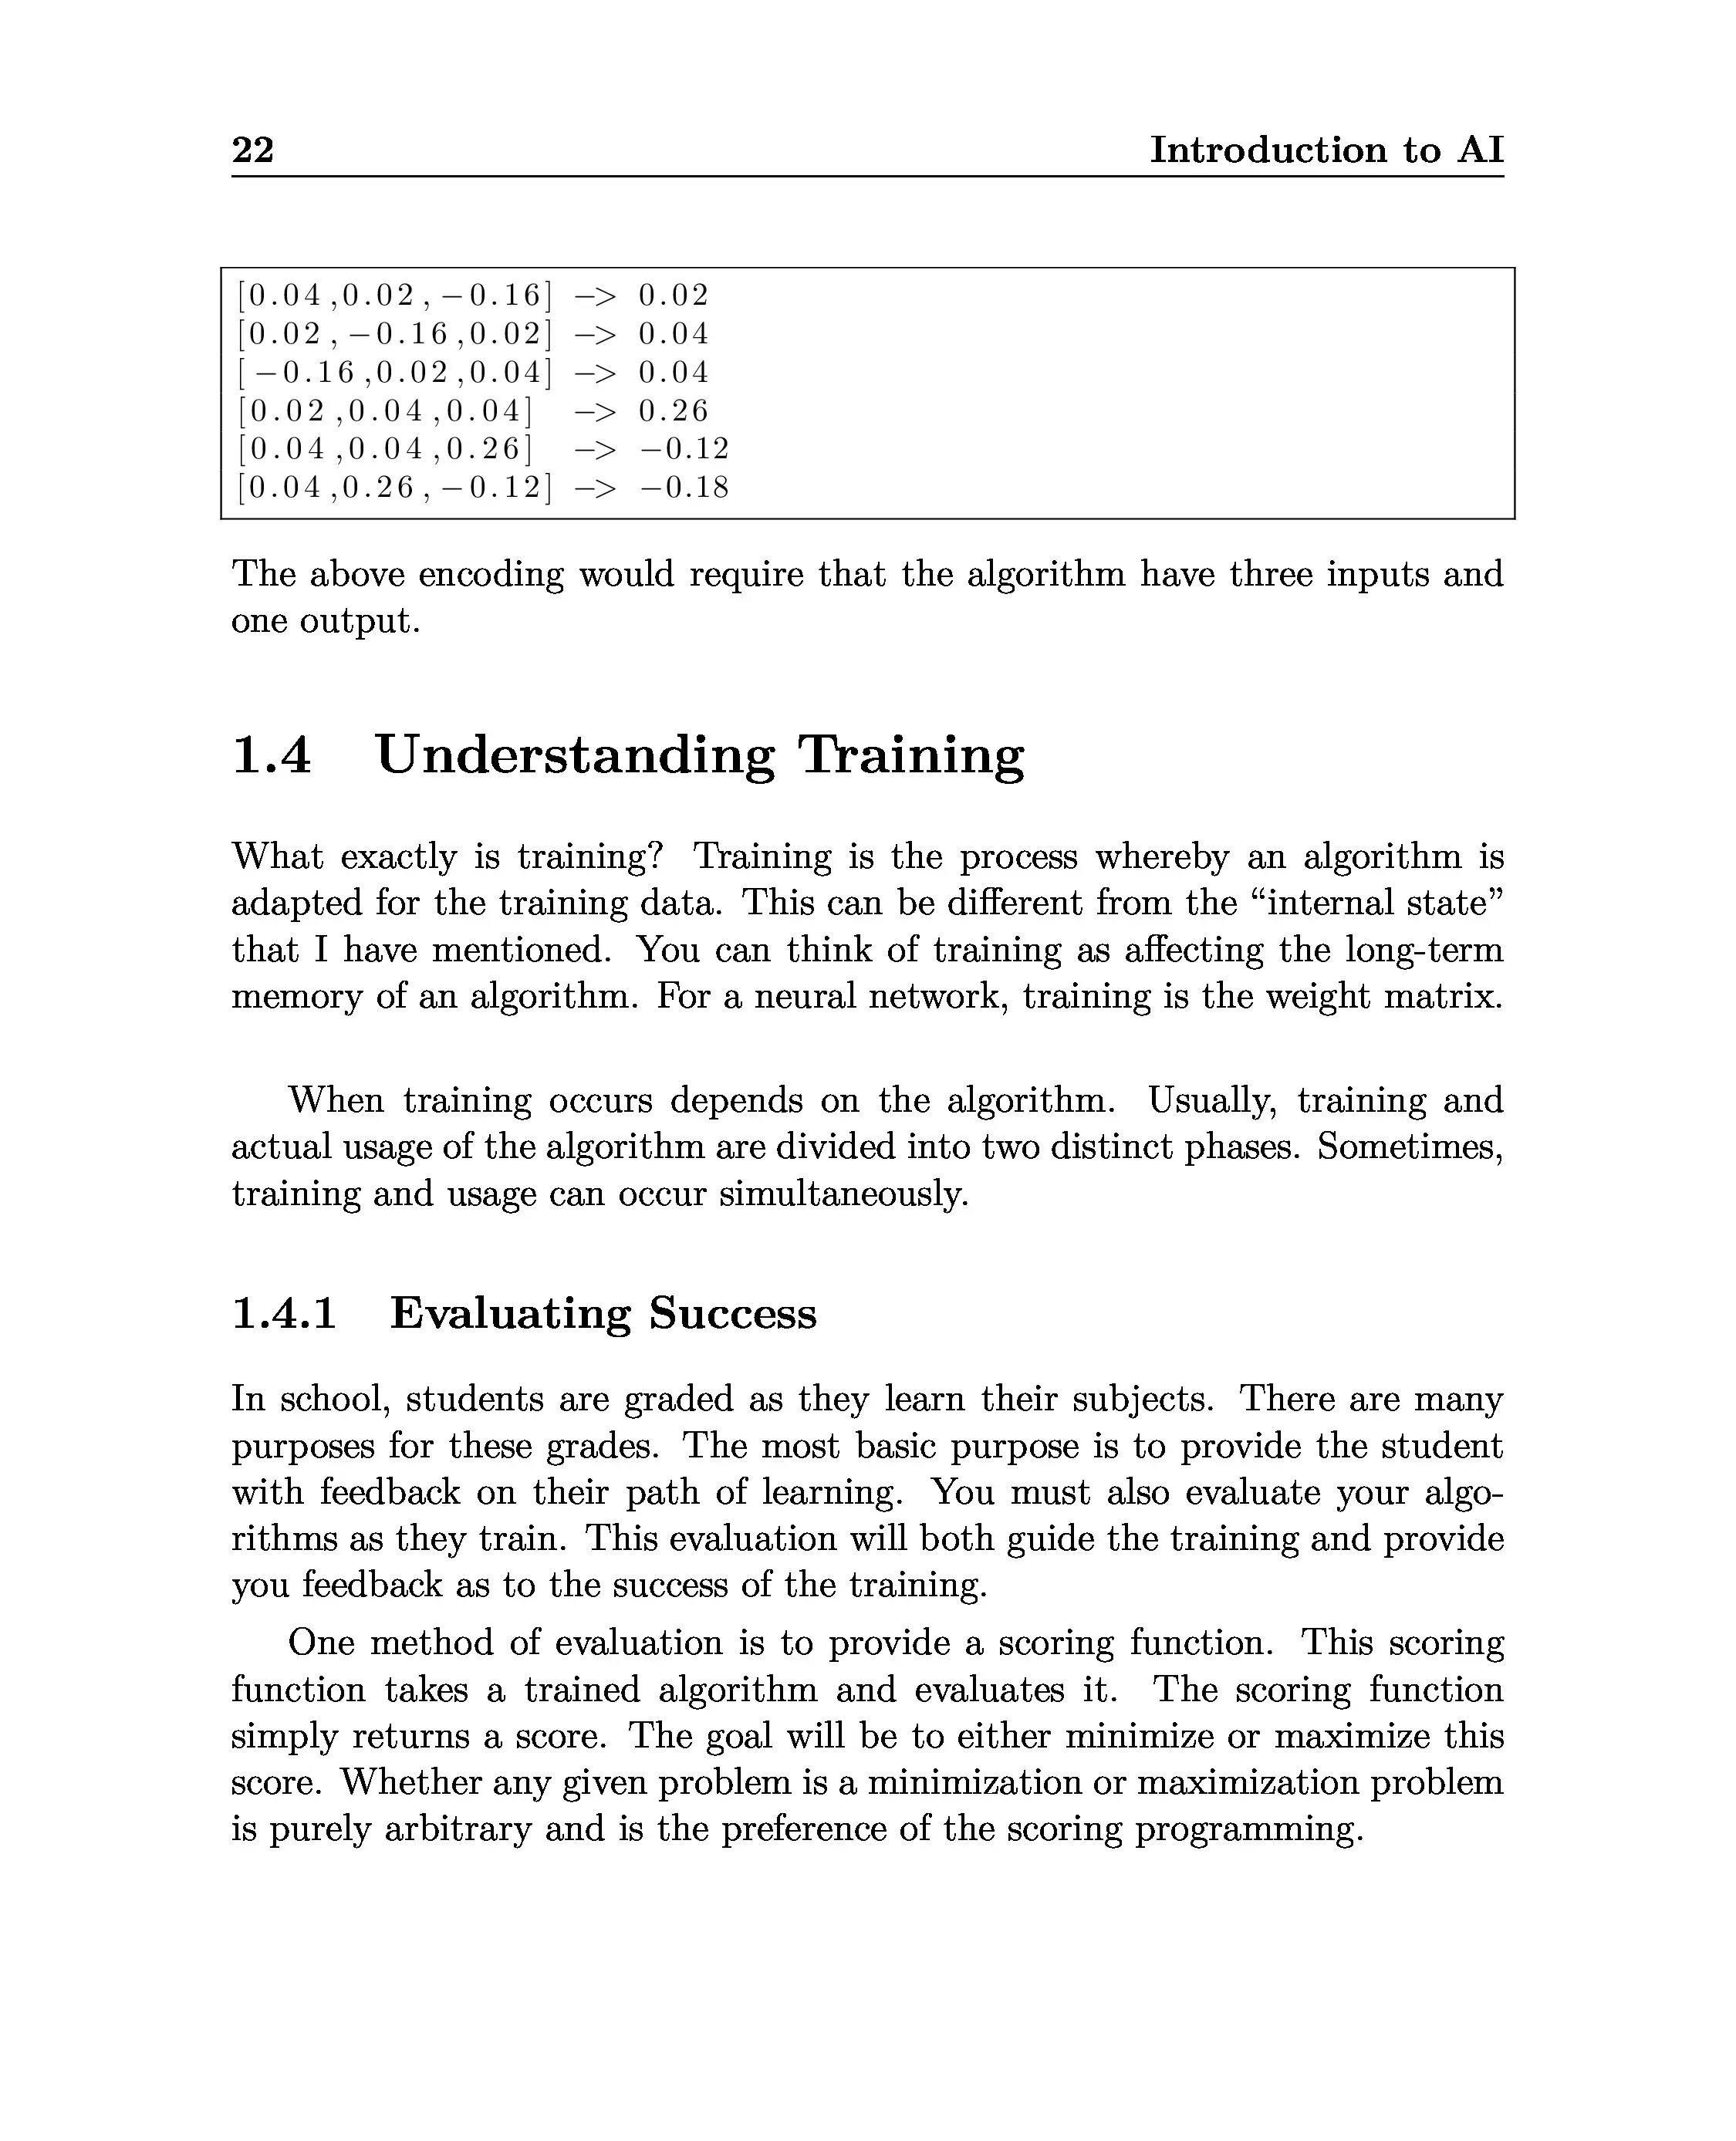 22 Introduction to AI
[0.04,0.02,−0.16] −> 0.02
[0.02,−0.16,0.02] −> 0.04
[−0.16,0.02,0.04] −> 0.04
[0.02,0.04,0.04] −> 0.26
[0.04,0.04,0.26] −> −0.12
[0.04,0.26,−0.12] −> −0.18
The above encoding would require that the algorithm have three inputs and
one output.
1.4 Understanding Training
What exactly is training? Training is the process whereby an algorithm is
adapted for the training data. This can be different from the “internal state”
that I have mentioned. You can think of training as affecting the long-term
memory of an algorithm. For a neural network, training is the weight matrix.
When training occurs depends on the algorithm. Usually, training and
actual usage of the algorithm are divided into two distinct phases. Sometimes,
training and usage can occur simultaneously.
1.4.1 Evaluating Success
In school, students are graded as they learn their subjects. There are many
purposes for these grades. The most basic purpose is to provide the student
with feedback on their path of learning. You must also evaluate your algo-
rithms as they train. This evaluation will both guide the training and provide
you feedback as to the success of the training.
One method of evaluation is to provide a scoring function. This scoring
function takes a trained algorithm and evaluates it. The scoring function
simply returns a score. The goal will be to either minimize or maximize this
score. Whether any given problem is a minimization or maximization problem
is purely arbitrary and is the preference of the scoring programming.